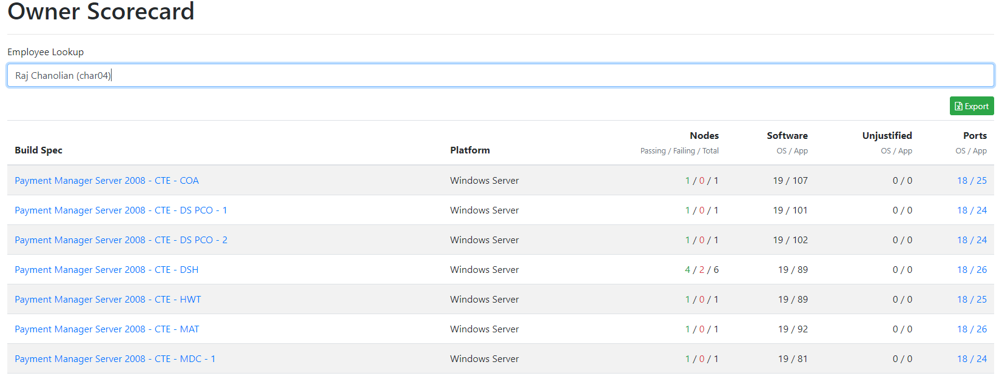 Owner Scorecard
Employee Lookup
Raj Chanolian (char04)
Export
Build Spec Platform Nodes Software Unjustified Ports
Passing / Failing / Total OS / App OS / App OS / App
Payment Manager Server 2008 - CTE - COA Windows Server 1 / 0 / 1 19 / 107 0 / 0 18 / 25
Payment Manager Server 2008 - CTE - DS PCO - 1 Windows Server 1 / 0 / 1 19 / 101 0 / 0 18 / 24
Payment Manager Server 2008 - CTE - DS PCO - 2 Windows Server 1 / 0 / 1 19 / 102 0 / 0 18 / 24
Payment Manager Server 2008 - CTE - DSH Windows Server 4 / 2 / 6 19 / 89 0 / 0 18 / 26
Payment Manager Server 2008 - CTE - HWT Windows Server 1 / 0 / 1 19 / 89 0 / 0 18 / 25
Payment Manager Server 2008 - CTE - MAT Windows Server 1 / 0 / 1 19 / 92 0 / 0 18 / 26
Payment Manager Server 2008 - CTE - MDC - 1 Windows Server 1 / 0 / 1 19 / 81 0 / 0 18 / 24